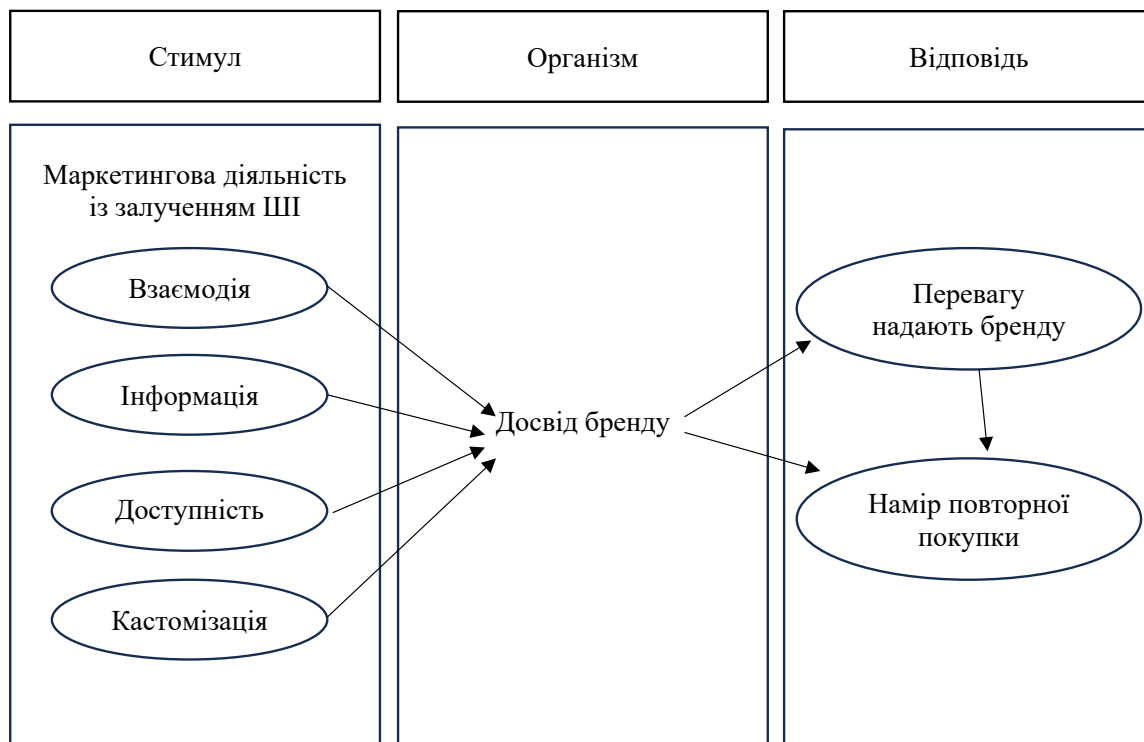 Стимул
Організм
Відповідь
Маркетингова діяльність
із залученням ШІ
Взаємодія
Інформація
Доступність
Кастомізація
Досвід бренду
Перевагу
надають бренду
Намір повторної
покупки